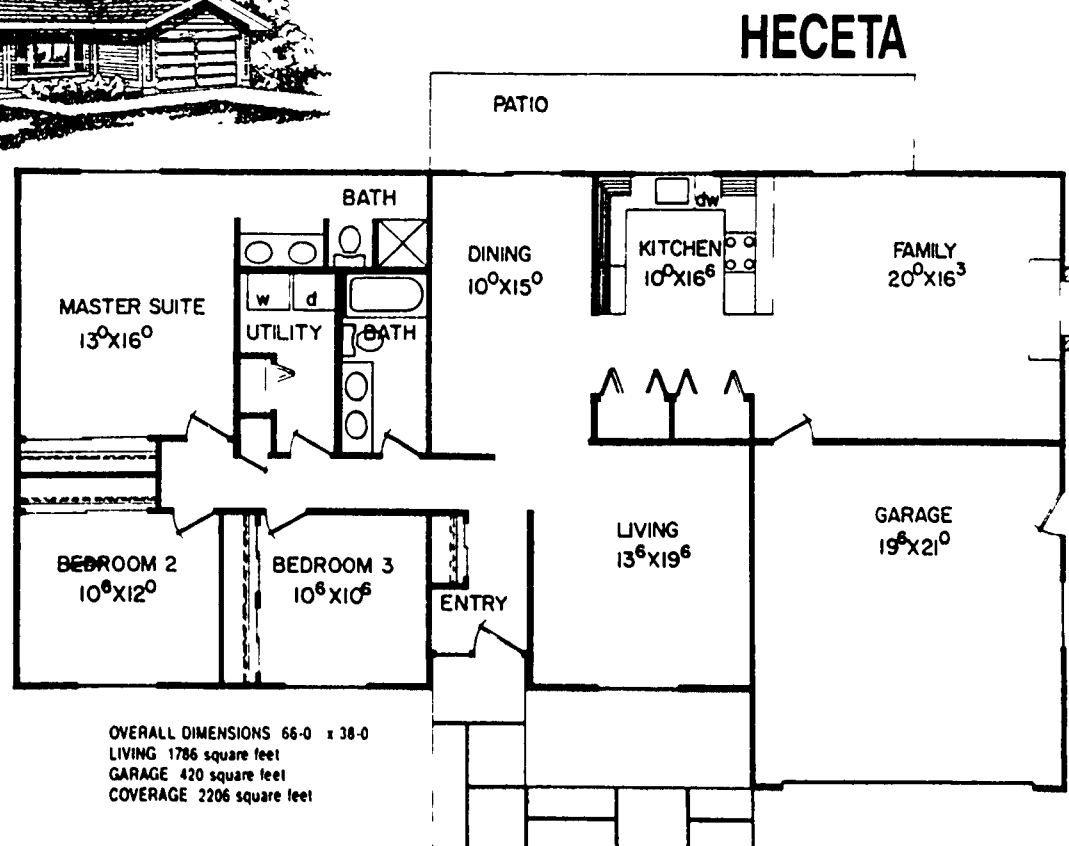 HECETA
PATIO
BATH
DINING
10⁰X15⁰
dw
KITCHEN
10⁰X16⁶
FAMILY
20⁰X16³
MASTER SUITE
13⁰X16⁰
w d
UTILITY
BATH
LIVING
13⁶X19⁶
GARAGE
19⁶X21⁰
BEDROOM 2
10⁶X12⁰
BEDROOM 3
10⁶X10⁶
ENTRY
OVERALL DIMENSIONS 66-0 x 38-0
LIVING 1786 square feet
GARAGE 420 square feet
COVERAGE 2206 square feet